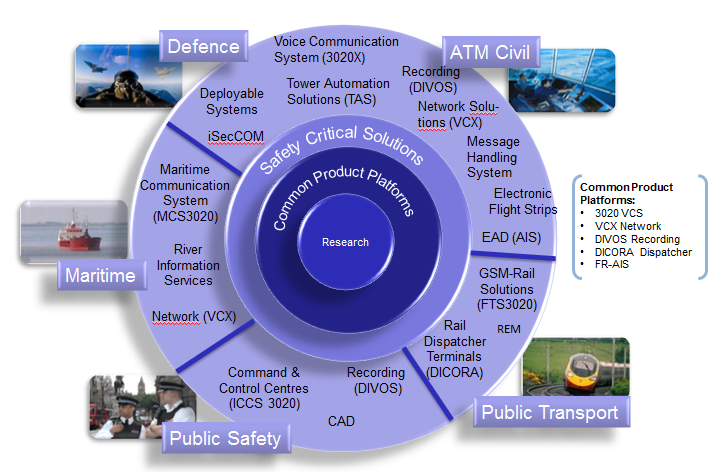 Defence
ATM Civil
Voice Communication
System (3020X)
Recording
(DIVOS)
Tower Automation
Solutions (TAS)
Deployable
Systems
Network Solu-
tions (VCX)
iSecCOM
Safety Critical Solutions
Message
Handling
System
Maritime
Communication
System
(MCS3020)
Common Product Platforms
Electronic
Flight Strips
Research
EAD (AIS)
Common Product
Platforms:
• 3020 VCS
• VCX Network
• DIVOS Recording
• DICORA Dispatcher
• FR-AIS
Maritime
River
Information
Services
GSM-Rail
Solutions
(FTS3020)
Network (VCX)
REM
Rail
Dispatcher
Terminals
(DICORA)
Command &
Control Centres
(ICCS 3020)
Recording
(DIVOS)
CAD
Public Safety
Public Transport